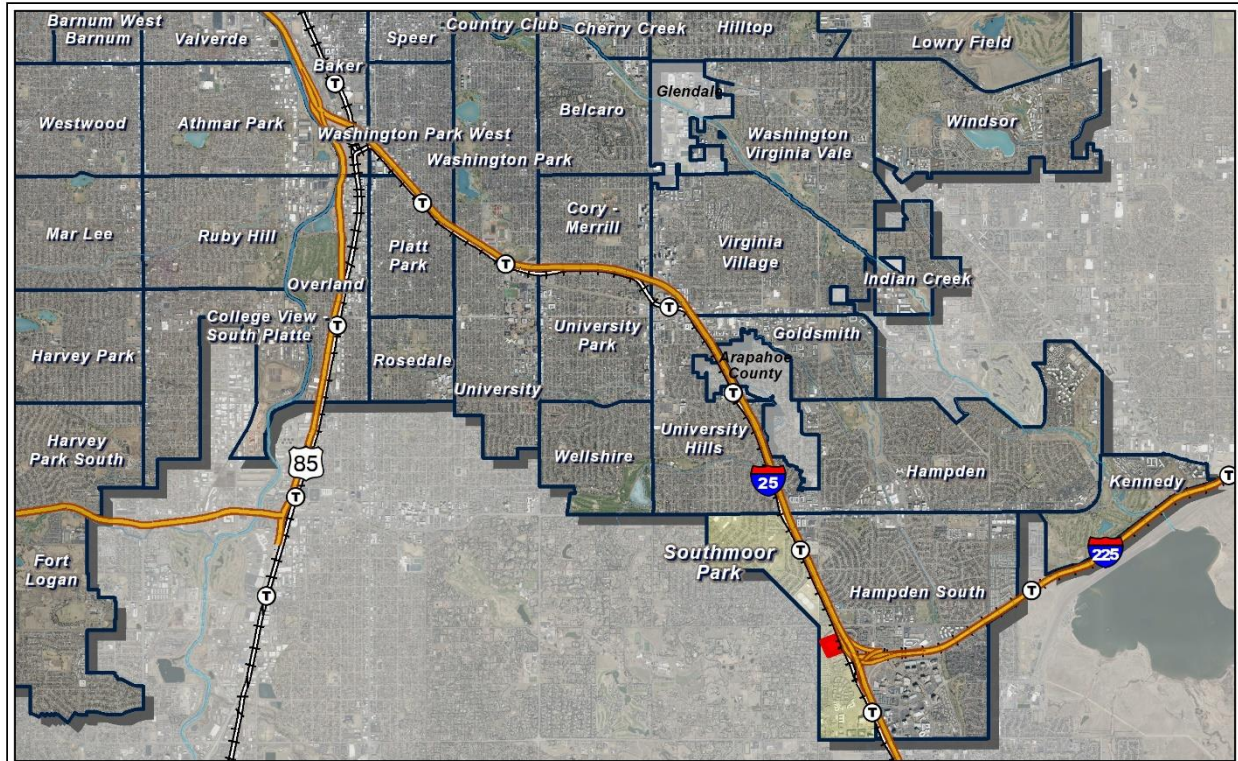 Barnum West
Barnum
Valverde
Speer
Country Club
Cherry Creek
Hilltop
Lowry Field
Baker
Glendale
Westwood
Athmar Park
Washington Park West
Belcaro
Washington
Virginia Vale
Windsor
Washington Park
Mar Lee
Ruby Hill
Platt
Park
Cory -
Merrill
Virginia
Village
Overland
Indian Creek
College View -
South Platte
Harvey Park
Rosedale
University
Park
Goldsmith
Arapahoe
County
University
Harvey
Park South
Wellshire
University
Hills
Hampden
Kennedy
85
25
225
Fort
Logan
Southmoor
Park
Hampden South
T
T
T
T
T
T
T
T
T
T
T
T